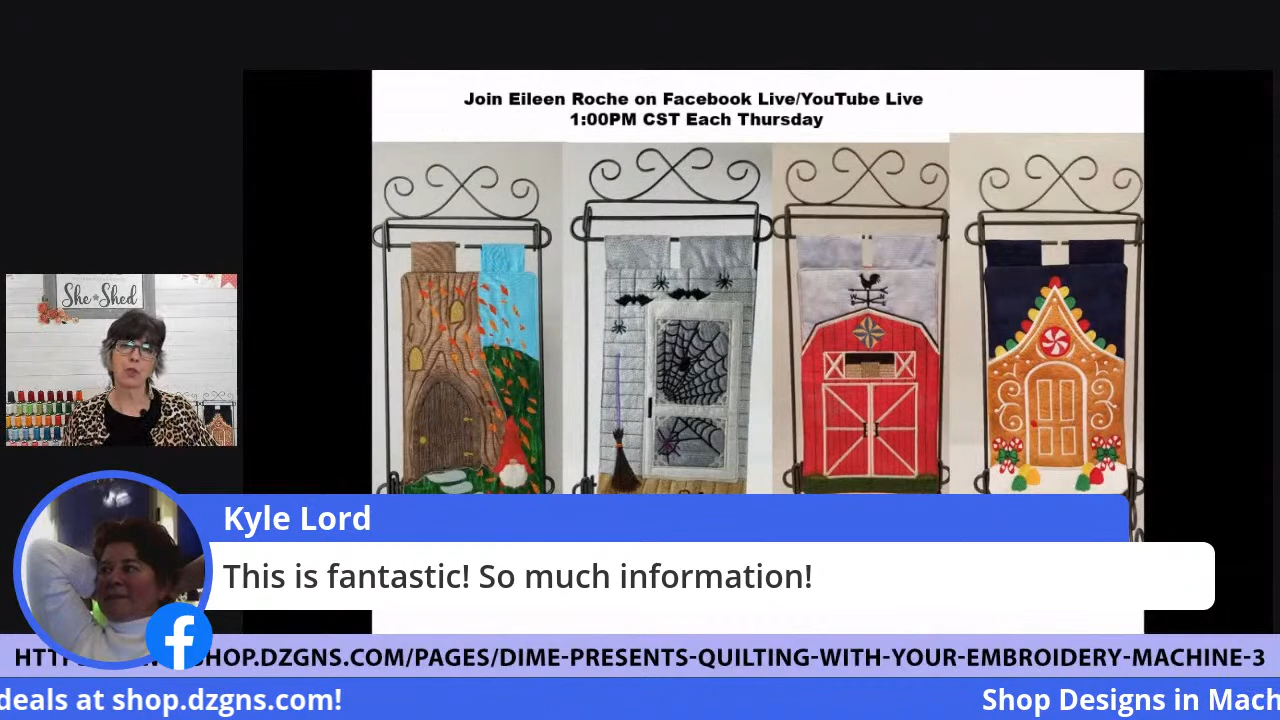 Join Eileen Roche on Facebook Live/YouTube Live
1:00PM CST Each Thursday
She Shed
Kyle Lord
This is fantastic! So much information!
SHOP.DZGNS.COM/PAGES/DIME-PRESENTS-QUILTING-WITH-YOUR-EMBROIDERY-MACHINE-3
deals at shop.dzgns.com!
Shop Designs in Mach